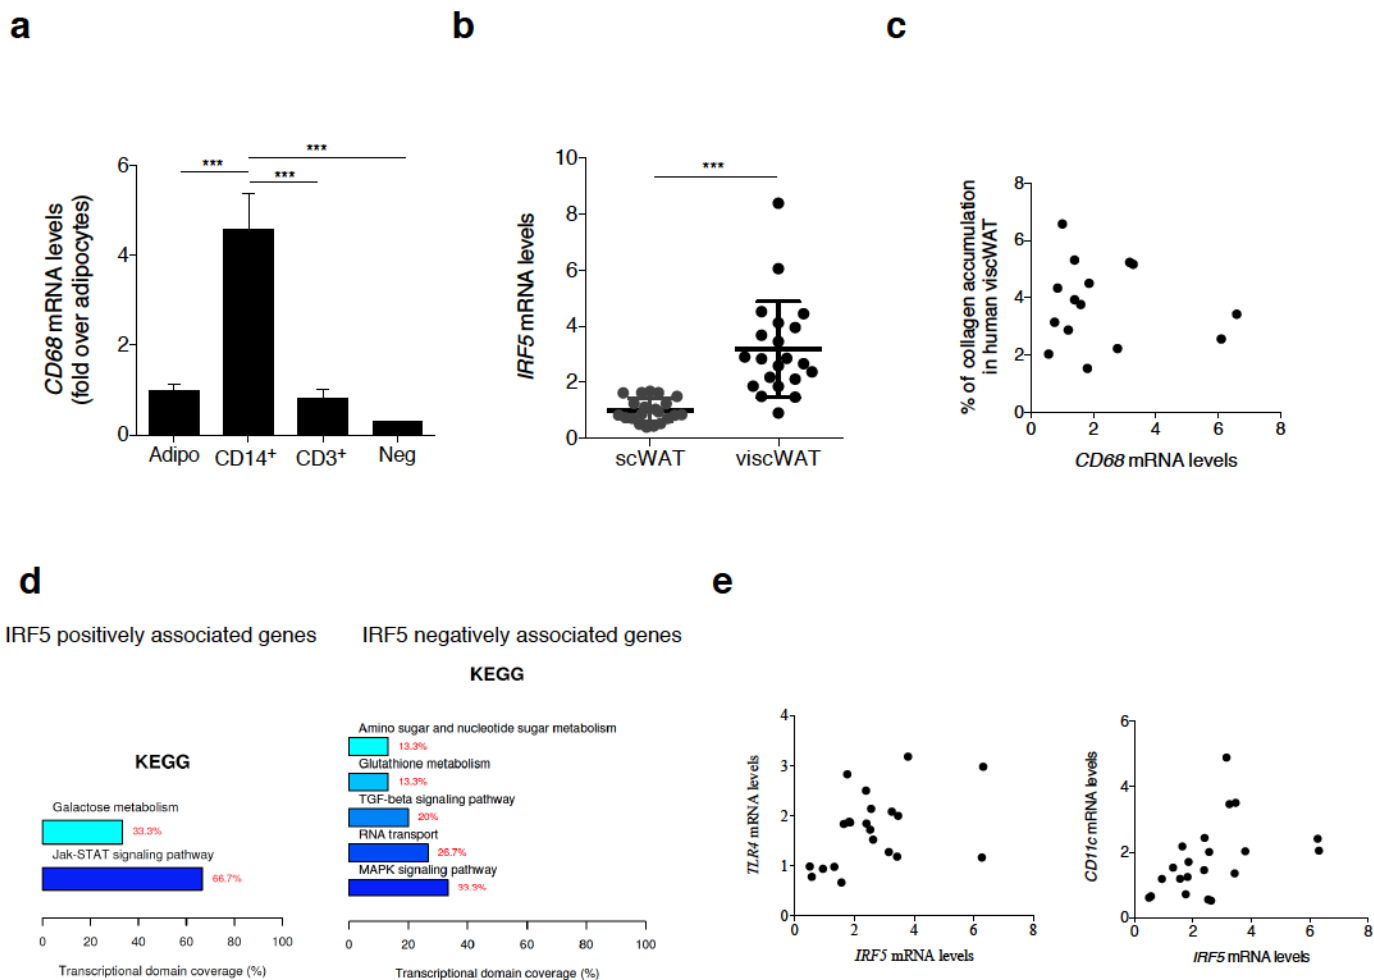 a
b
c
CD68 mRNA levels
(fold over adipocytes)
6
4
2
0
***
***
***
Adipo CD14+ CD3+ Neg
IRF5 mRNA levels
10
8
6
4
2
0
***
scWAT viscWAT
% of collagen accumulation
in human viscWAT
8
6
4
2
0
0 2 4 6 8
CD68 mRNA levels
d
IRF5 positively associated genes
KEGG
Galactose metabolism
33.3%
Jak-STAT signaling pathway
66.7%
0 20 40 60 80 100
Transcriptional domain coverage (%)
IRF5 negatively associated genes
KEGG
Amino sugar and nucleotide sugar metabolism
13.3%
Glutathione metabolism
13.3%
TGF-beta signaling pathway
20%
RNA transport
26.7%
MAPK signaling pathway
33.3%
0 20 40 60 80 100
Transcriptional domain coverage (%)
e
TLR4 mRNA levels
4
3
2
1
0
0 2 4 6 8
IRF5 mRNA levels
CD11c mRNA levels
6
4
2
0
0 2 4 6 8
IRF5 mRNA levels